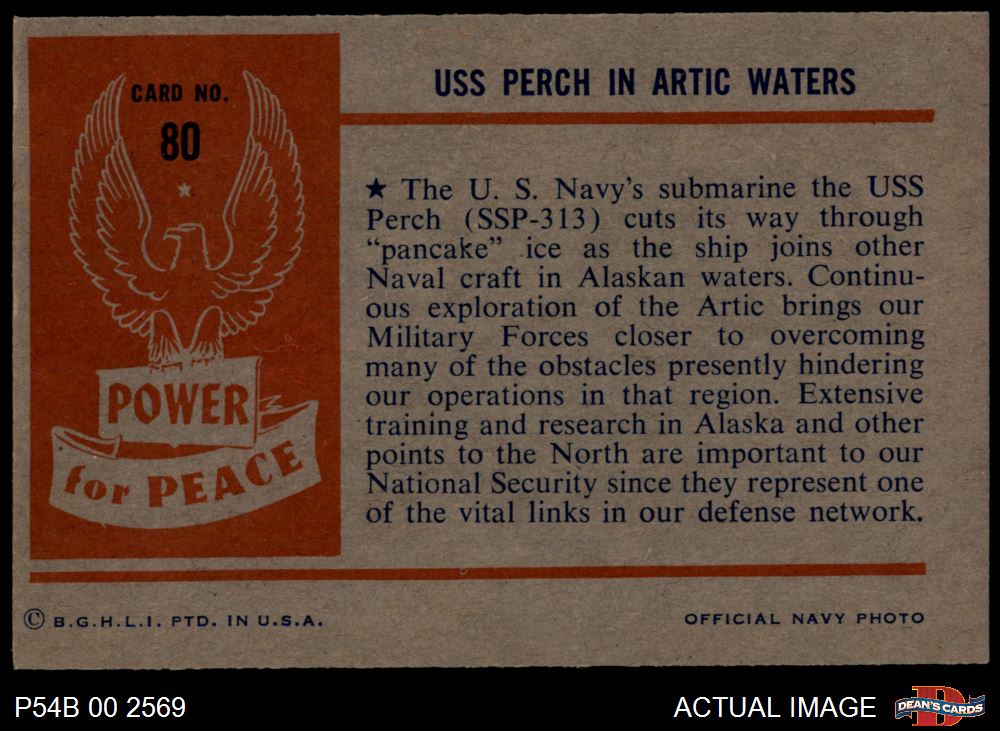 CARD NO.
80
POWER
for PEACE
USS PERCH IN ARTIC WATERS
★ The U. S. Navy's submarine the USS
Perch (SSP-313) cuts its way through
"pancake" ice as the ship joins other
Naval craft in Alaskan waters. Continu-
ous exploration of the Artic brings our
Military Forces closer to overcoming
many of the obstacles presently hindering
our operations in that region. Extensive
training and research in Alaska and other
points to the North are important to our
National Security since they represent one
of the vital links in our defense network.
© B.G.H.L.I. PTD. IN U.S.A.
OFFICIAL NAVY PHOTO
P54B 00 2569
ACTUAL IMAGE
D
DEAN'S CARDS